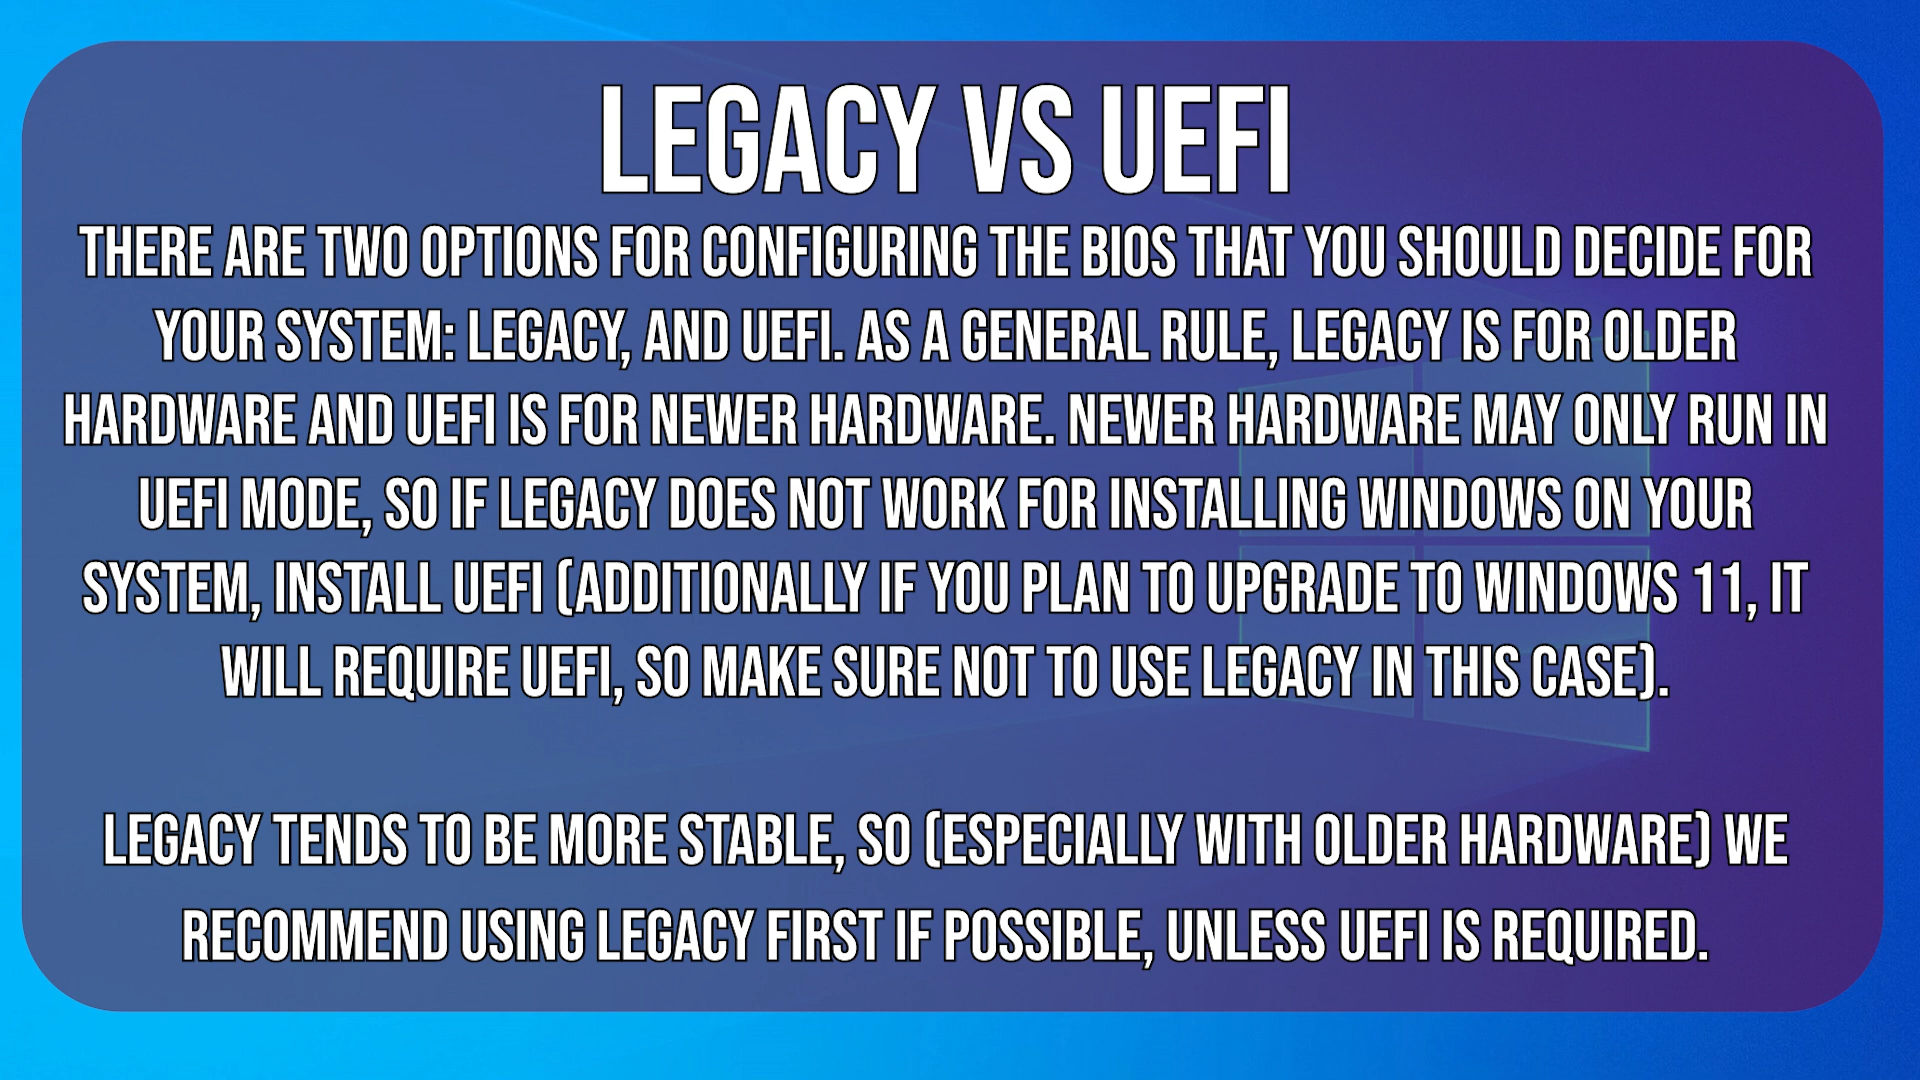 LEGACY VS UEFI
THERE ARE TWO OPTIONS FOR CONFIGURING THE BIOS THAT YOU SHOULD DECIDE FOR
YOUR SYSTEM: LEGACY, AND UEFI. AS A GENERAL RULE, LEGACY IS FOR OLDER
HARDWARE AND UEFI IS FOR NEWER HARDWARE. NEWER HARDWARE MAY ONLY RUN IN
UEFI MODE, SO IF LEGACY DOES NOT WORK FOR INSTALLING WINDOWS ON YOUR
SYSTEM, INSTALL UEFI (ADDITIONALLY IF YOU PLAN TO UPGRADE TO WINDOWS 11, IT
WILL REQUIRE UEFI, SO MAKE SURE NOT TO USE LEGACY IN THIS CASE).
LEGACY TENDS TO BE MORE STABLE, SO (ESPECIALLY WITH OLDER HARDWARE) WE
RECOMMEND USING LEGACY FIRST IF POSSIBLE, UNLESS UEFI IS REQUIRED.